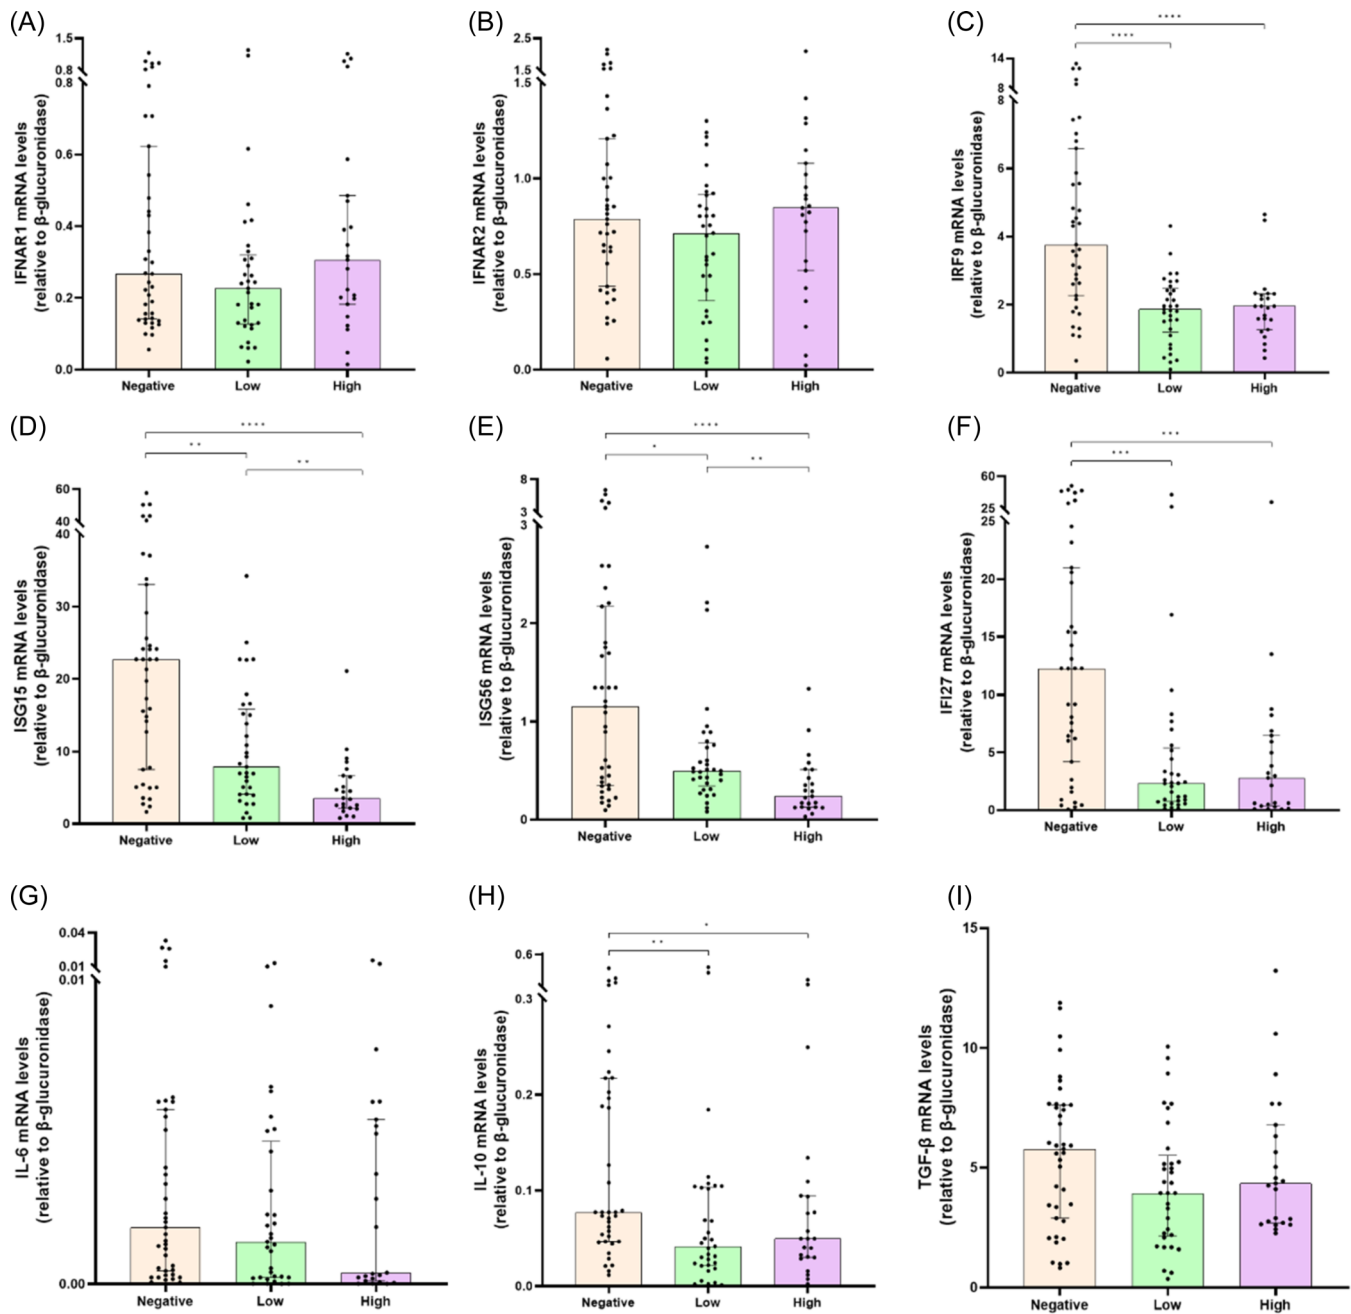 (A)
IFNAR1 mRNA levels
(relative to β-glucuronidase)
1.5
0.8
0.8
0.6
0.4
0.2
0.0
Negative Low High
(B)
IFNAR2 mRNA levels
(relative to β-glucuronidase)
2.5
1.5
1.5
1.0
0.5
0.0
Negative Low High
(C)
IRF9 mRNA levels
(relative to β-glucuronidase)
****
****
14
8
8
6
4
2
0
Negative Low High
(D)
ISG15 mRNA levels
(relative to β-glucuronidase)
****
**
**
60
40
40
30
20
10
0
Negative Low High
(E)
ISG56 mRNA levels
(relative to β-glucuronidase)
****
*
**
8
3
3
2
1
0
Negative Low High
(F)
IFI27 mRNA levels
(relative to β-glucuronidase)
***
***
60
25
25
20
15
10
5
0
Negative Low High
(G)
IL-6 mRNA levels
(relative to β-glucuronidase)
0.04
0.01
0.01
0.00
Negative Low High
(H)
IL-10 mRNA levels
(relative to β-glucuronidase)
*
**
0.6
0.3
0.2
0.1
0.0
Negative Low High
(I)
TGF-β mRNA levels
(relative to β-glucuronidase)
15
10
5
0
Negative Low High